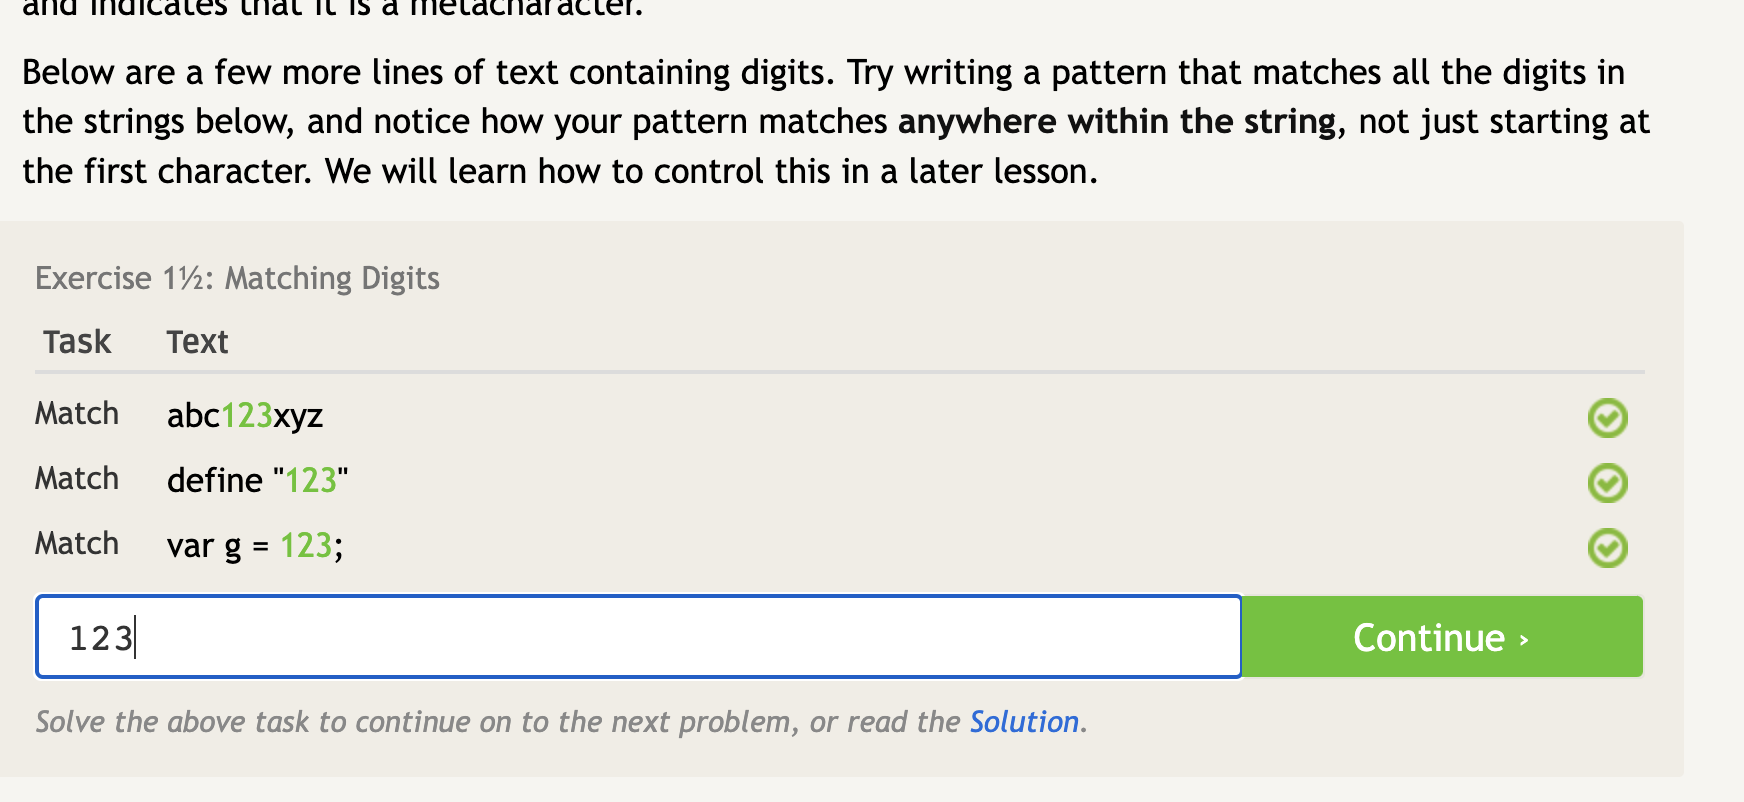 and indicates that it is a metacharacter.
Below are a few more lines of text containing digits. Try writing a pattern that matches all the digits in
the strings below, and notice how your pattern matches anywhere within the string, not just starting at
the first character. We will learn how to control this in a later lesson.
Exercise 1½: Matching Digits
Task Text
Match abc123xyz
Match define "123"
Match var g = 123;
123 Continue ›
Solve the above task to continue on to the next problem, or read the Solution.